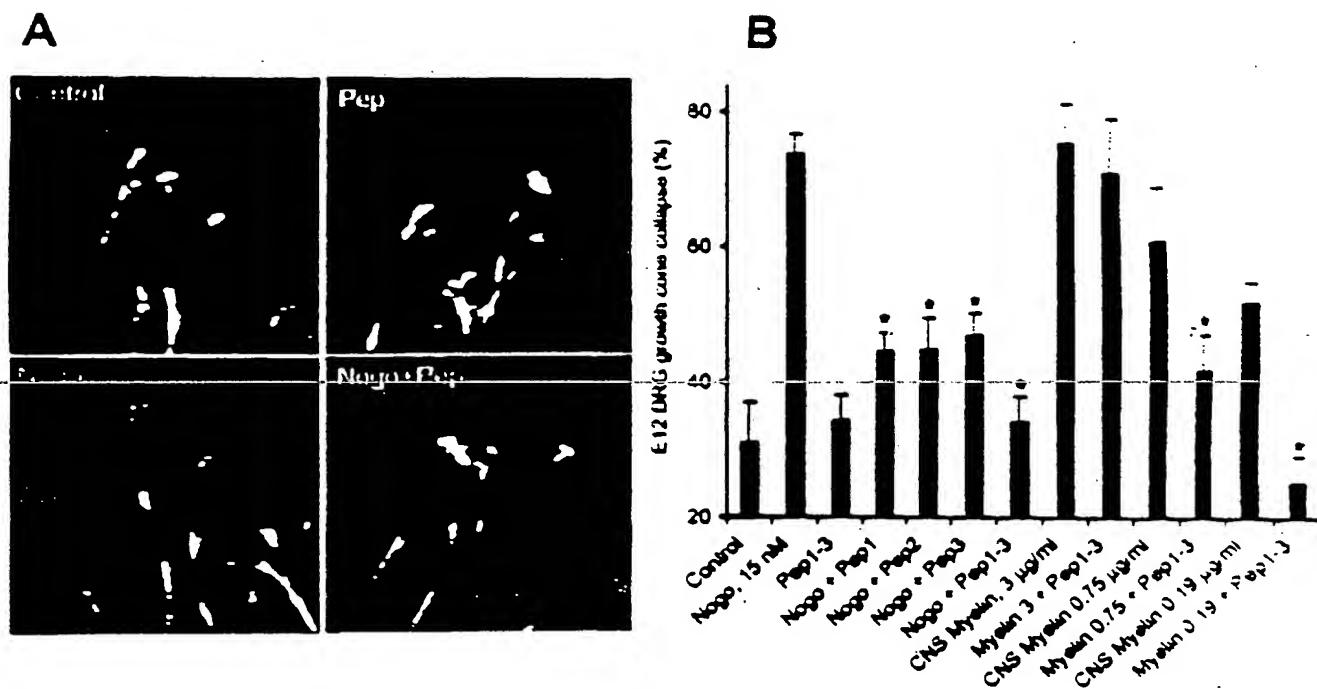 A
B
Control
Pep
Nogo+Pep
E12 DRG growth cone collapse (%)
80
60
40
20
Control
Nogo, 15 nM
Pep1-3
Nogo + Pep1
Nogo + Pep2
Nogo + Pep3
Nogo + Pep1-3
CNS Myelin, 3 µg/ml
Myelin 3 + Pep1-3
CNS Myelin 0.75 µg/ml
Myelin 0.75 + Pep1-3
CNS Myelin 0 19 µg/ml
Myelin 0 19 + Pep1-3